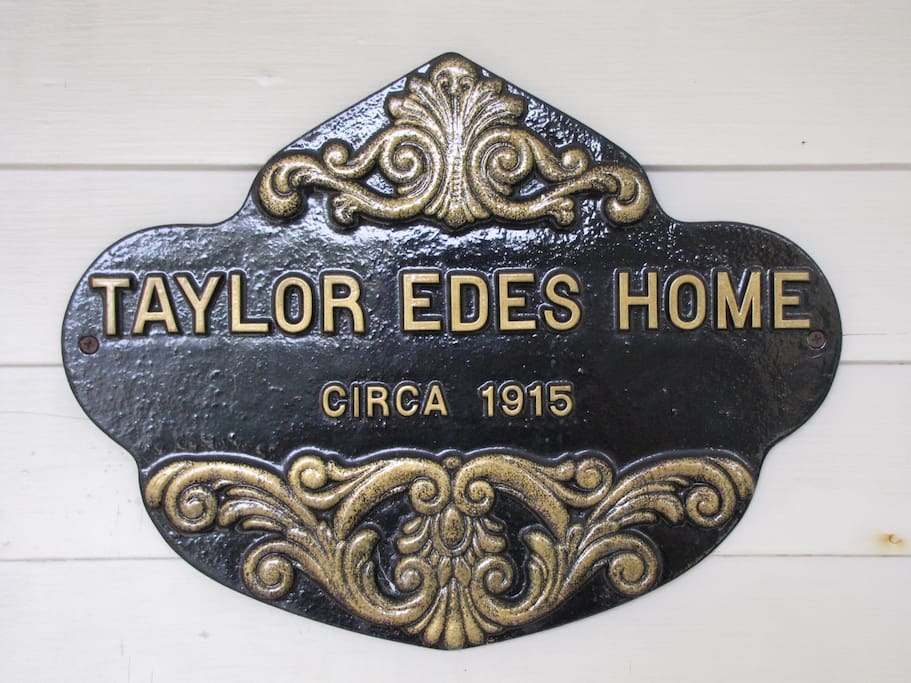 TAYLOR EDES HOME
CIRCA 1915